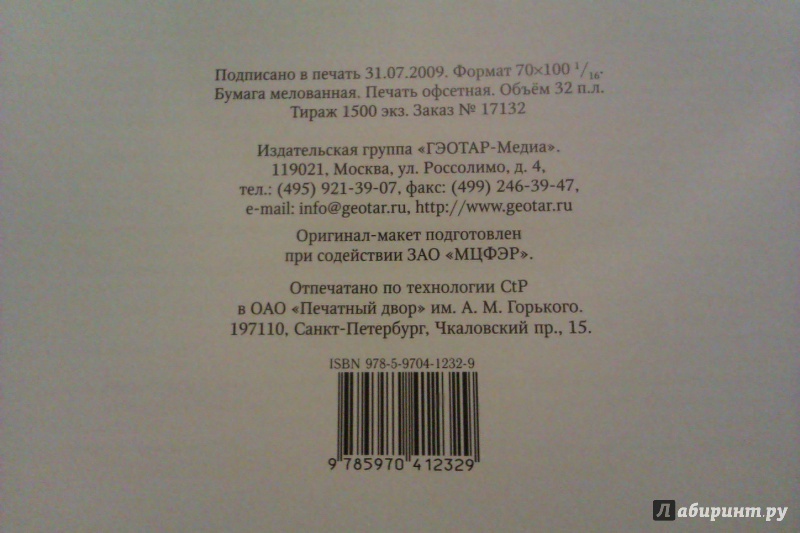 Подписано в печать 31.07.2009. Формат 70×100 ¹/₁₆.
Бумага мелованная. Печать офсетная. Объём 32 п.л.
Тираж 1500 экз. Заказ № 17132
Издательская группа «ГЭОТАР-Медиа».
119021, Москва, ул. Россолимо, д. 4,
тел.: (495) 921-39-07, факс: (499) 246-39-47,
e-mail: info@geotar.ru, http://www.geotar.ru
Оригинал-макет подготовлен
при содействии ЗАО «МЦФЭР».
Отпечатано по технологии CtP
в ОАО «Печатный двор» им. А. М. Горького.
197110, Санкт-Петербург, Чкаловский пр., 15.
ISBN 978-5-9704-1232-9
9 785970 412329
Лабиринт.ру